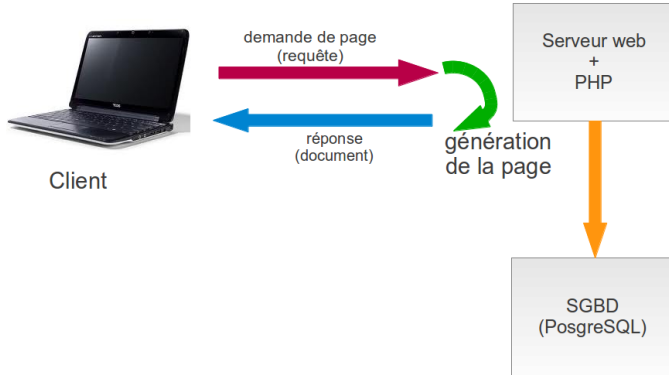 demande de page
(requête)
Serveur web
+
PHP
réponse
(document)
génération
de la page
Client
SGBD
(PosgreSQL)